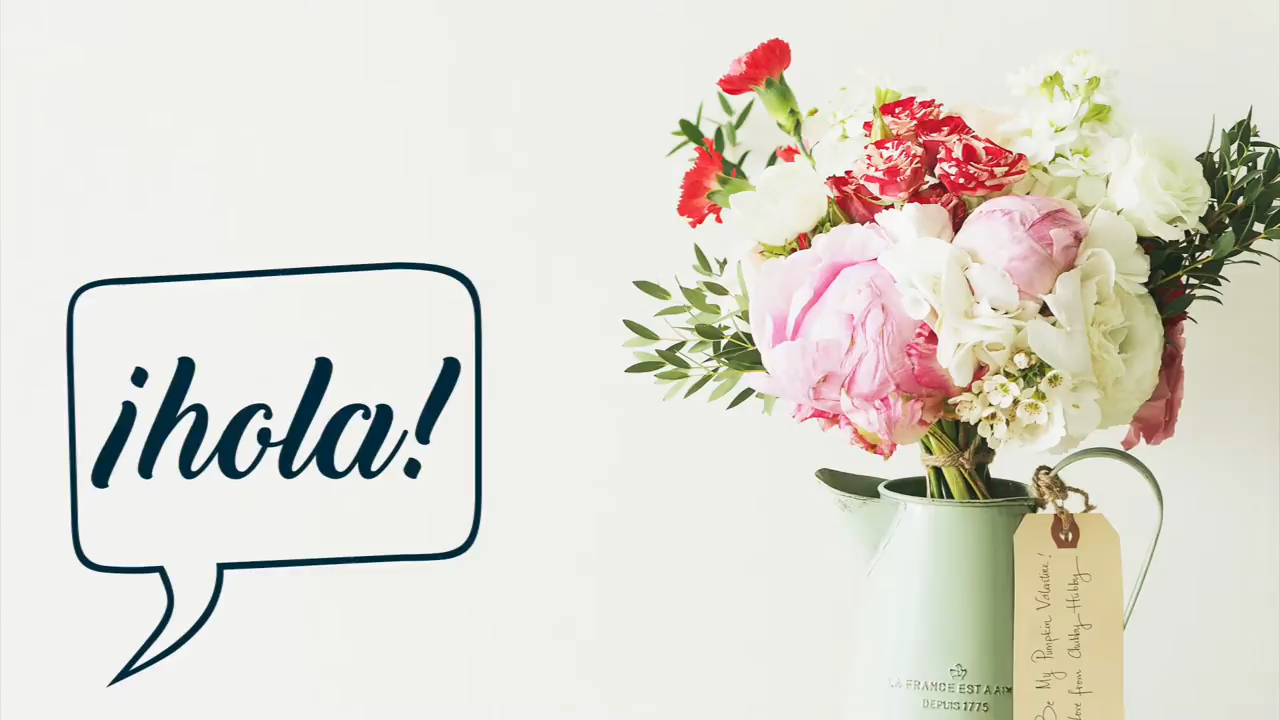 ¡hola!
Be My Pumpkin Valentine!
love from Chubby Hubby
LA FRANCE EST A
DEPUIS 1775